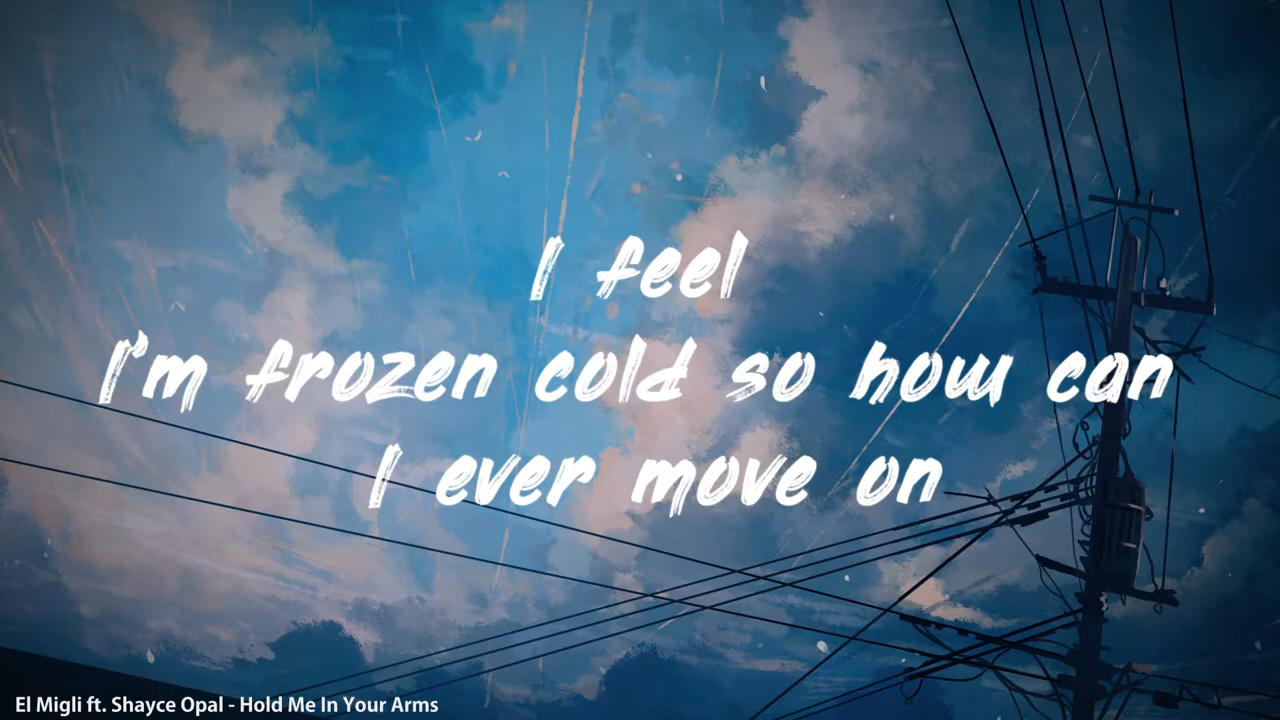 I feel
I'm frozen cold so how can
I ever move on
El Migli ft. Shayce Opal - Hold Me In Your Arms